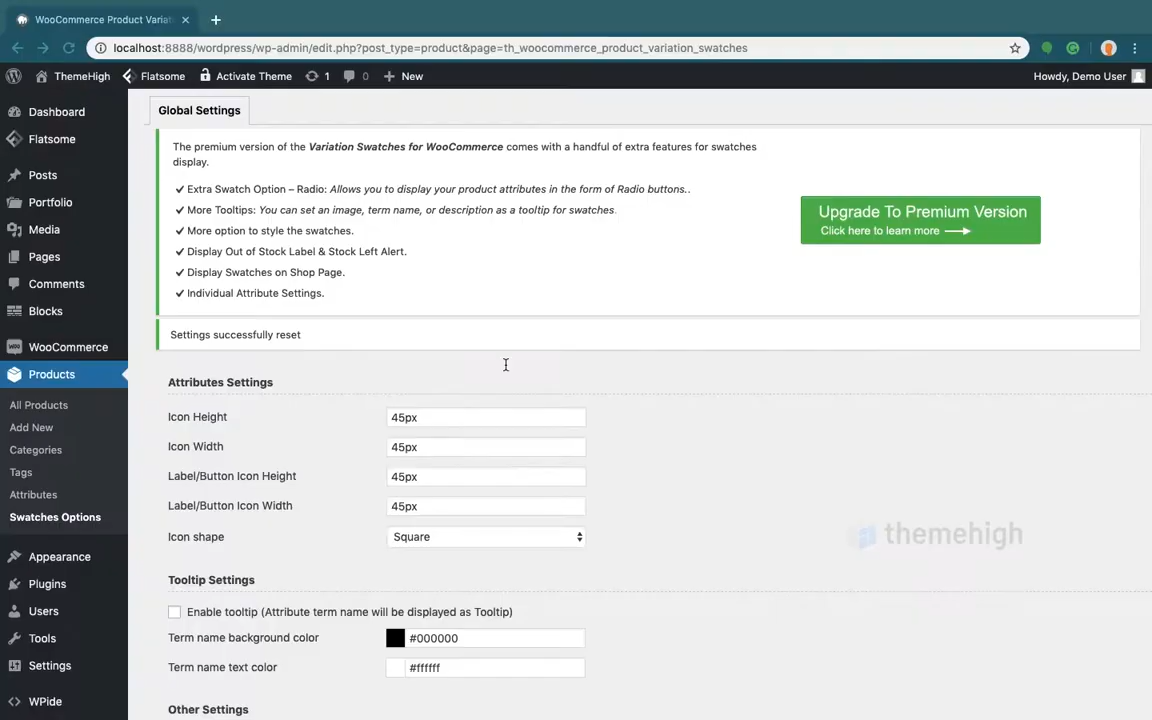 WooCommerce Product Variat
localhost:8888/wordpress/wp-admin/edit.php?post_type=product&page=th_woocommerce_product_variation_swatches
ThemeHigh
Flatsome
Activate Theme
1
0
New
Howdy, Demo User
Dashboard
Flatsome
Posts
Portfolio
Media
Pages
Comments
Blocks
WooCommerce
Products
All Products
Add New
Categories
Tags
Attributes
Swatches Options
Appearance
Plugins
Users
Tools
Settings
WPide
Global Settings
The premium version of the Variation Swatches for WooCommerce comes with a handful of extra features for swatches
display.
✔ Extra Swatch Option – Radio: Allows you to display your product attributes in the form of Radio buttons..
✔ More Tooltips: You can set an image, term name, or description as a tooltip for swatches.
✔ More option to style the swatches.
✔ Display Out of Stock Label & Stock Left Alert.
✔ Display Swatches on Shop Page.
✔ Individual Attribute Settings.
Upgrade To Premium Version
Click here to learn more
Settings successfully reset
Attributes Settings
Icon Height 45px
Icon Width 45px
Label/Button Icon Height 45px
Label/Button Icon Width 45px
Icon shape Square
themehigh
Tooltip Settings
Enable tooltip (Attribute term name will be displayed as Tooltip)
Term name background color #000000
Term name text color #ffffff
Other Settings